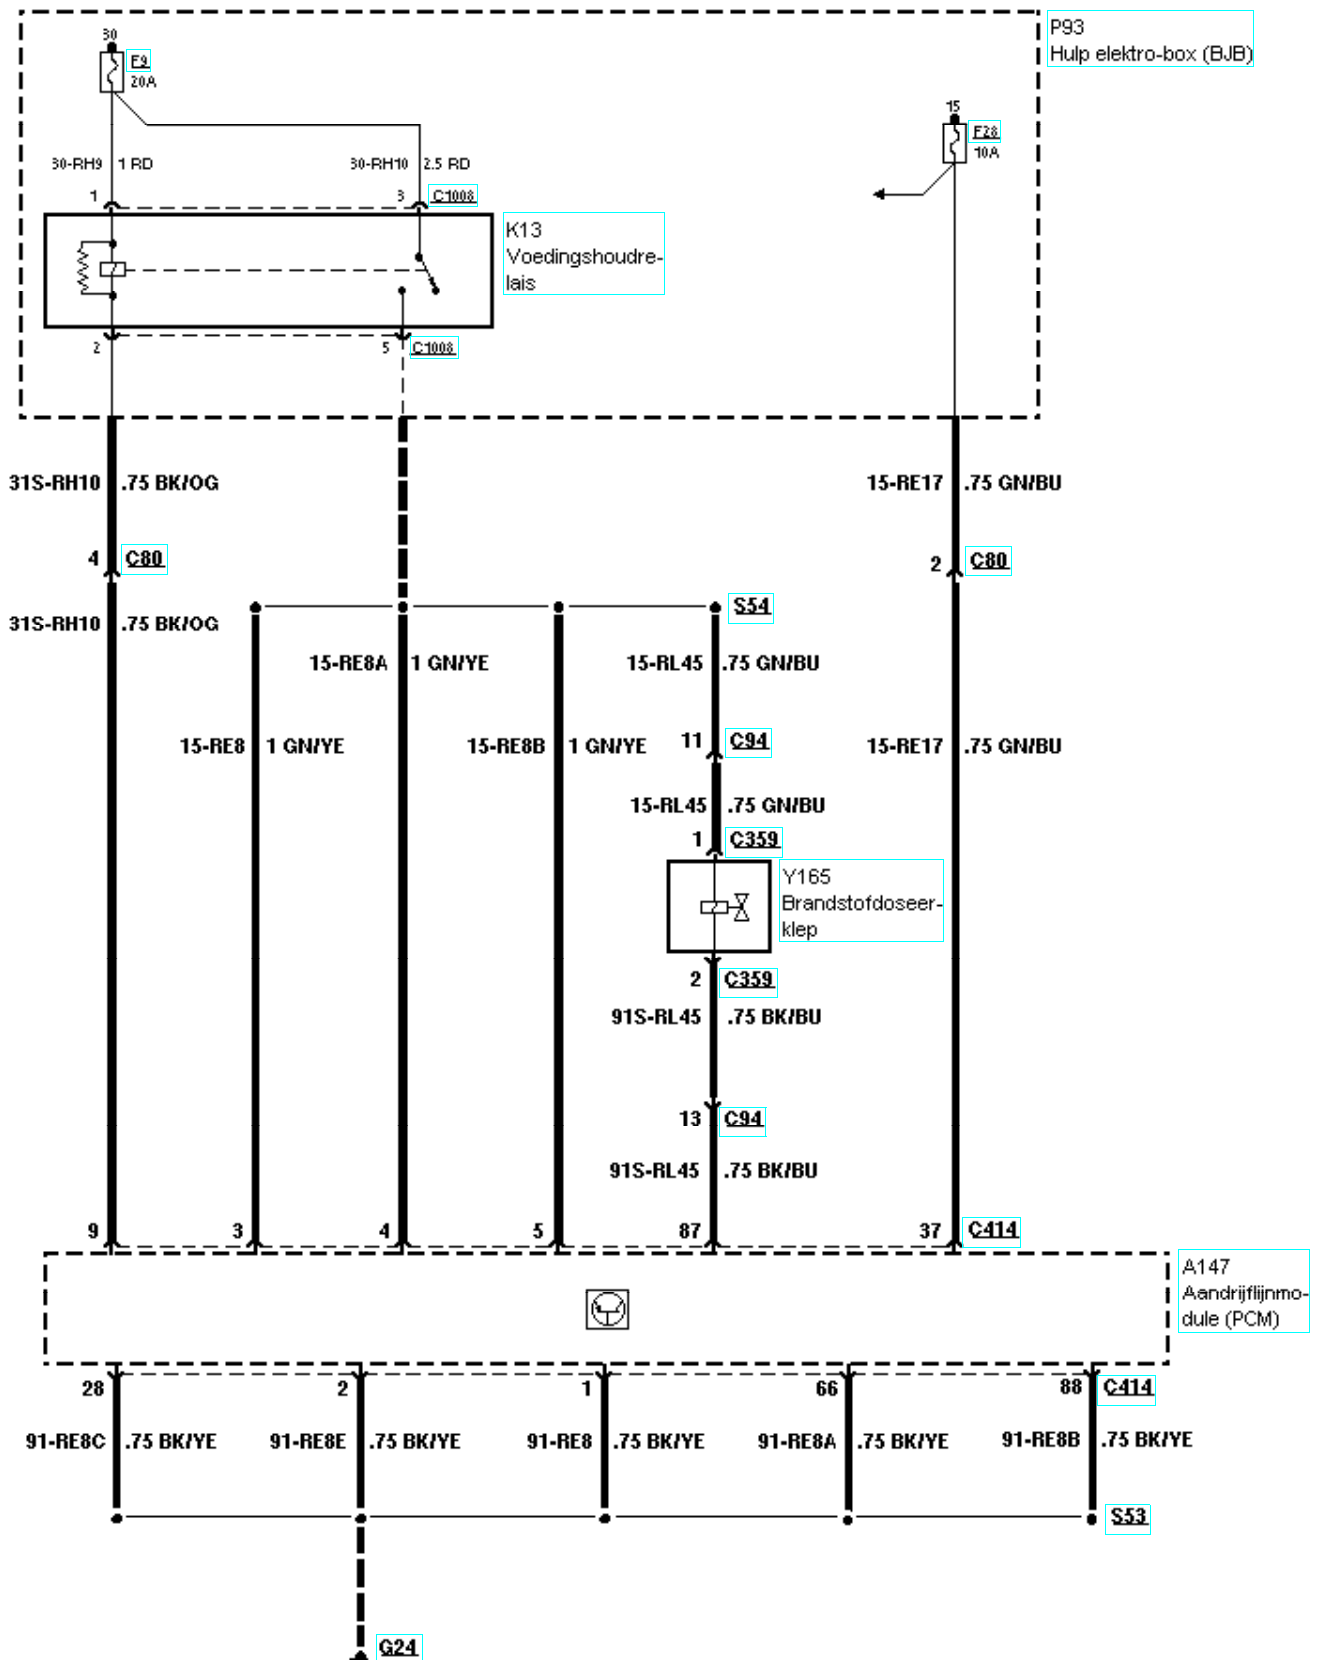 P93
Hulp elektro-box (BJB)
30
F9
20A
15
F28
10A
30-RH9 1 RD
30-RH10 2.5 RD
1
3 C1008
K13
Voedingshoudre-
lais
2
5 C1008
31S-RH10 .75 BK/OG
15-RE17 .75 GN/BU
4 C80
2 C80
31S-RH10 .75 BK/OG
S54
15-RE8A 1 GN/YE
15-RL45 .75 GN/BU
15-RE8 1 GN/YE
15-RE8B 1 GN/YE
11 C94
15-RE17 .75 GN/BU
15-RL45 .75 GN/BU
1 C359
Y165
Brandstofdoseer-
klep
2 C359
91S-RL45 .75 BK/BU
13 C94
91S-RL45 .75 BK/BU
9 3 4 5 87 37 C414
A147
Aandrijflijnmo-
dule (PCM)
28 2 1 66 88 C414
91-RE8C .75 BK/YE
91-RE8E .75 BK/YE
91-RE8 .75 BK/YE
91-RE8A .75 BK/YE
91-RE8B .75 BK/YE
S53
G24